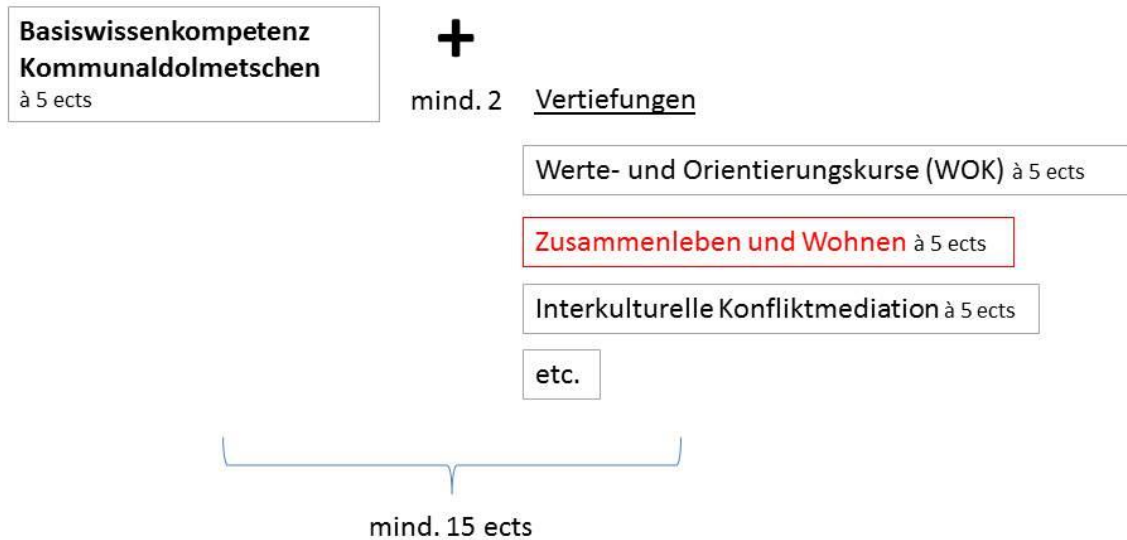 Basiswissenkompetenz
Kommunaldolmetschen
à 5 ects
+
mind. 2 Vertiefungen
Werte- und Orientierungskurse (WOK) à 5 ects
Zusammenleben und Wohnen à 5 ects
Interkulturelle Konfliktmediation à 5 ects
etc.
mind. 15 ects